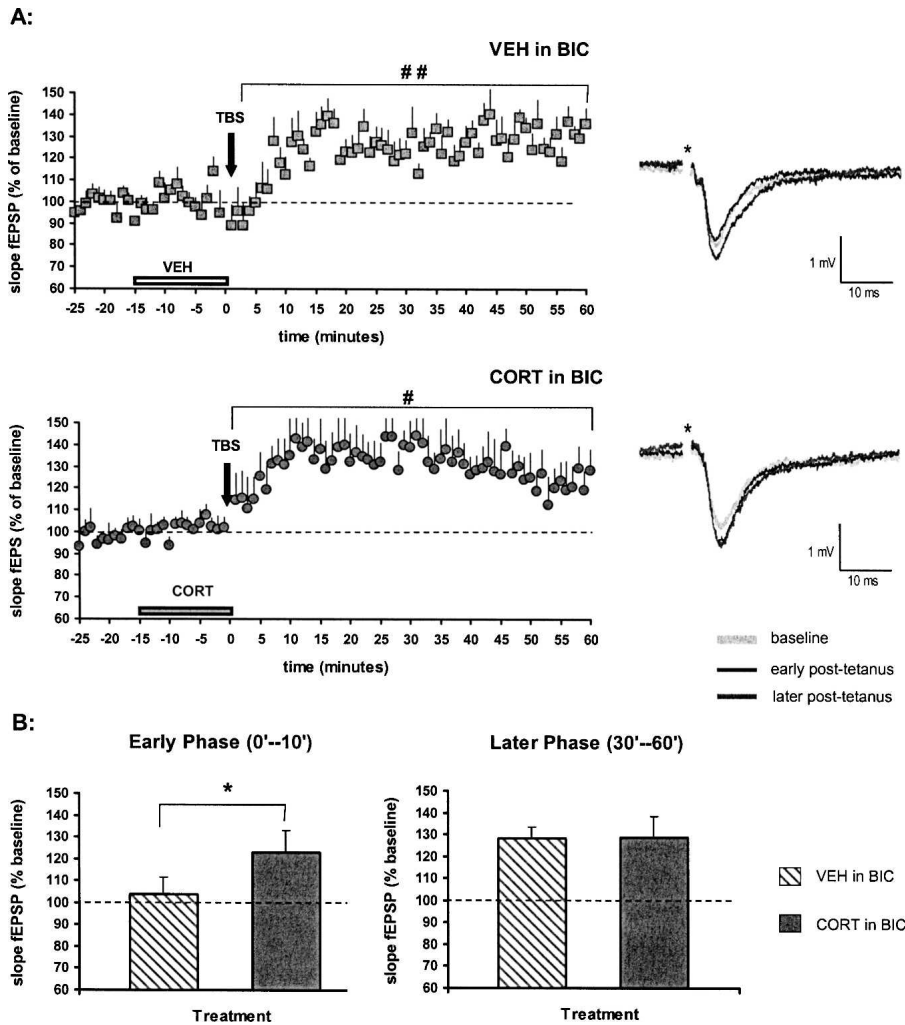 A:
VEH in BIC
# #
slope fEPSP (% of baseline)
150
140
130
120
110
100
90
80
70
60
TBS
VEH
-25 -20 -15 -10 -5 0 5 10 15 20 25 30 35 40 45 50 55 60
time (minutes)
*
1 mV
10 ms
CORT in BIC
#
slope fEPS (% of baseline)
150
140
130
120
110
100
90
80
70
60
TBS
CORT
-25 -20 -15 -10 -5 0 5 10 15 20 25 30 35 40 45 50 55 60
time (minutes)
*
1 mV
10 ms
baseline
early post-tetanus
later post-tetanus
B:
Early Phase (0'--10')
slope fEPSP (% baseline)
150
140
130
120
110
100
90
80
70
60
*
Treatment
Later Phase (30'--60')
slope fEPSP (% baseline)
150
140
130
120
110
100
90
80
70
60
Treatment
VEH in BIC
CORT in BIC